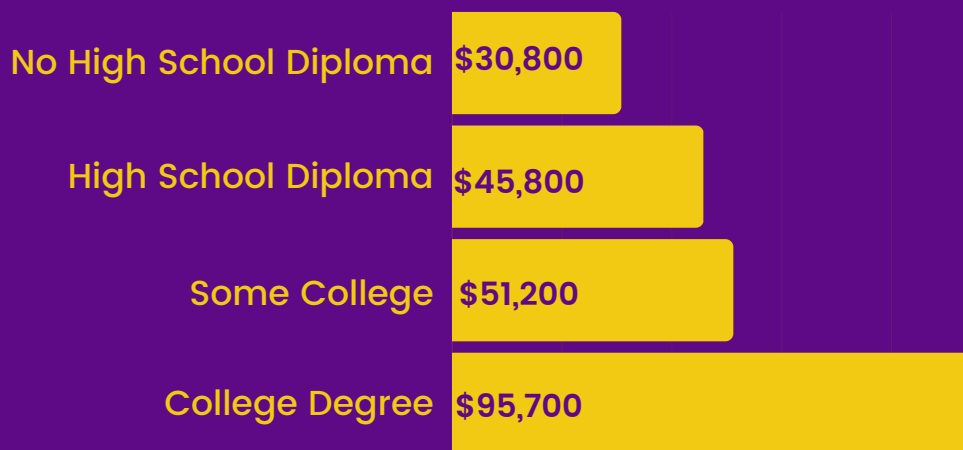 No High School Diploma $30,800
High School Diploma $45,800
Some College $51,200
College Degree $95,700